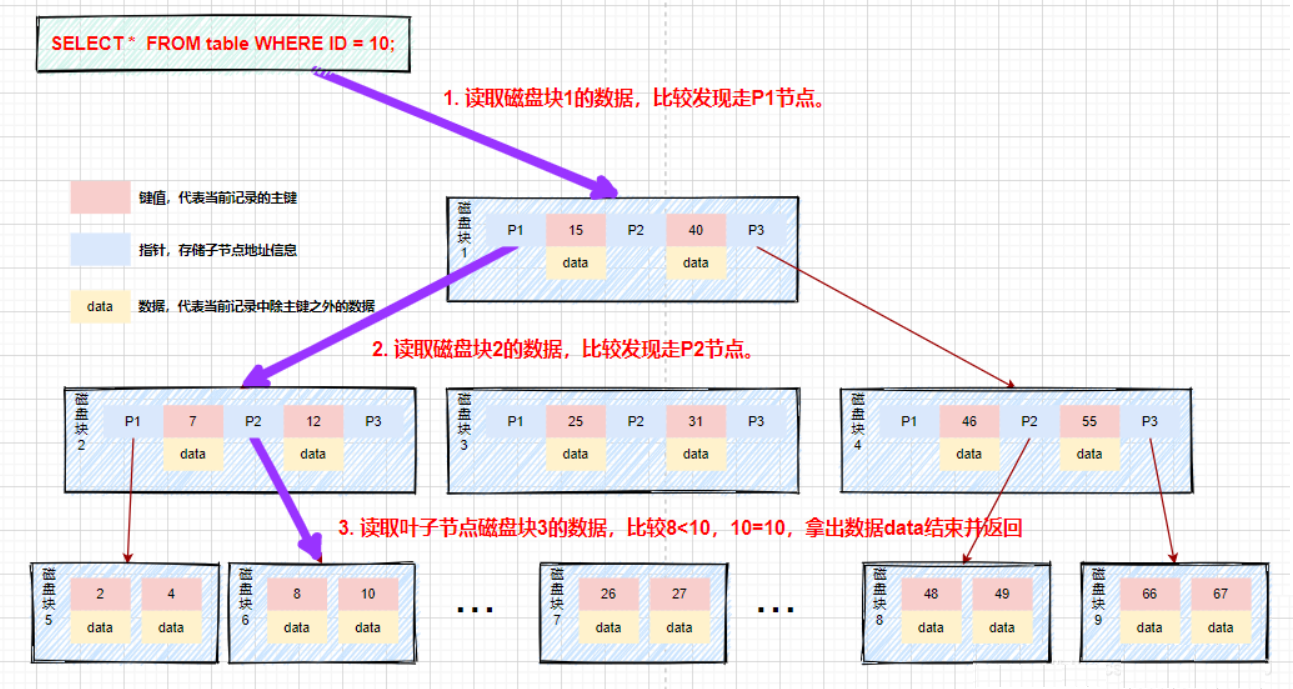 SELECT * FROM table WHERE ID = 10;
1. 读取磁盘块1的数据，比较发现走P1节点。
键值，代表当前记录的主键
指针，存储子节点地址信息
data 数据，代表当前记录中除主键之外的数据
磁盘块1
P1 15 P2 40 P3
data data
2. 读取磁盘块2的数据，比较发现走P2节点。
磁盘块2
P1 7 P2 12 P3
data data
磁盘块3
P1 25 P2 31 P3
data data
磁盘块4
P1 46 P2 55 P3
data data
3. 读取叶子节点磁盘块3的数据，比较8<10，10=10，拿出数据data结束并返回
磁盘块5
2 4
data data
磁盘块6
8 10
data data
...
磁盘块7
26 27
data data
...
磁盘块8
48 49
data data
磁盘块9
66 67
data data